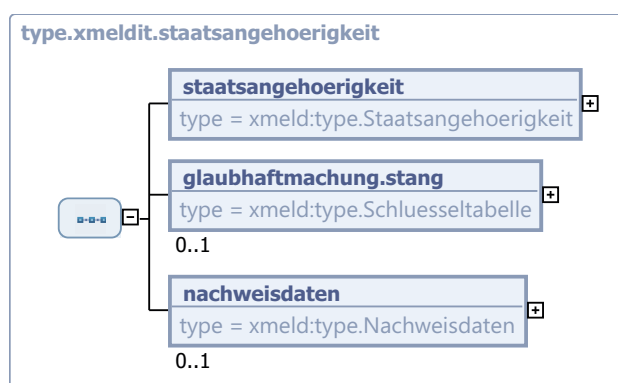 type.xmeldit.staatsangehoerigkeit
staatsangehoerigkeit
type = xmeld:type.Staatsangehoerigkeit
glaubhaftmachung.stang
type = xmeld:type.Schluesseltabelle
0..1
nachweisdaten
type = xmeld:type.Nachweisdaten
0..1